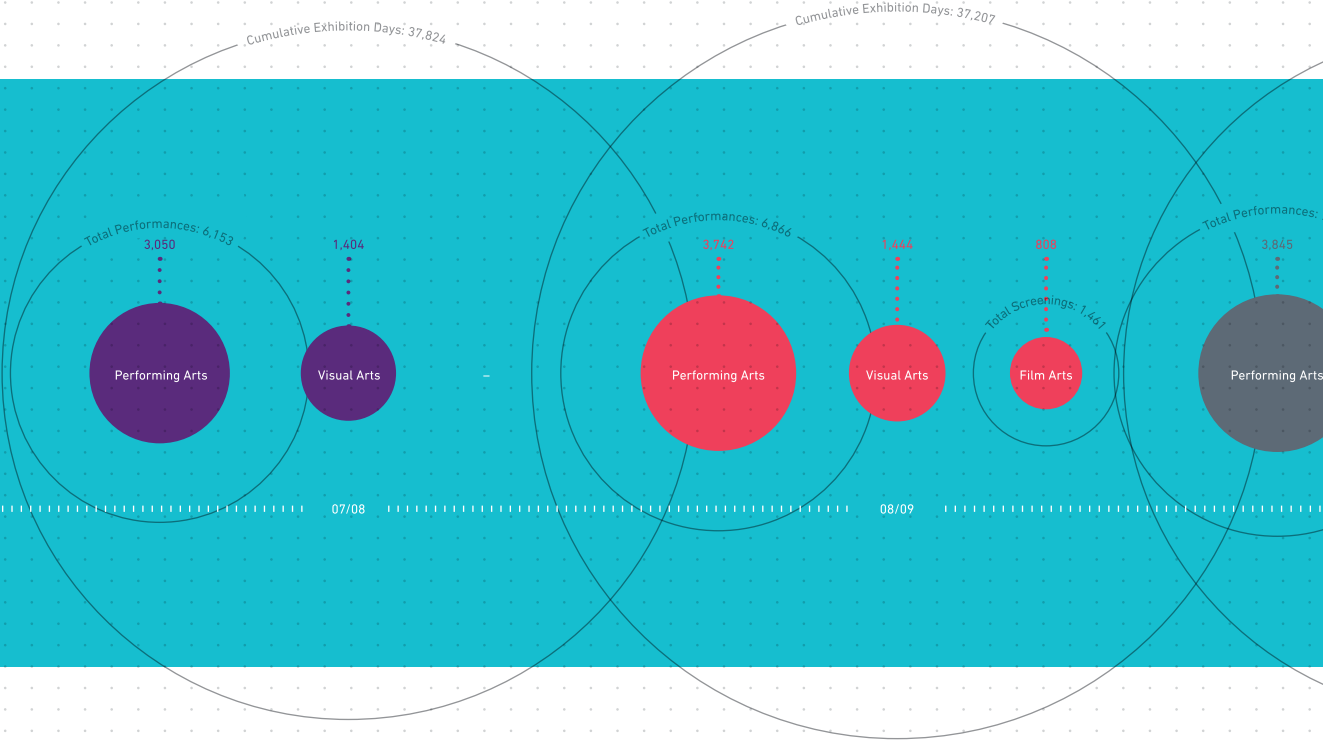 Cumulative Exhibition Days: 37,824
Cumulative Exhibition Days: 37,207
Total Performances: 6,153
3,050
1,404
Total Performances: 6,866
3,742
1,444
808
Total Performances:
3,845
Total Screenings: 1,461
Performing Arts
Visual Arts
–
Performing Arts
Visual Arts
Film Arts
Performing Arts
07/08
08/09